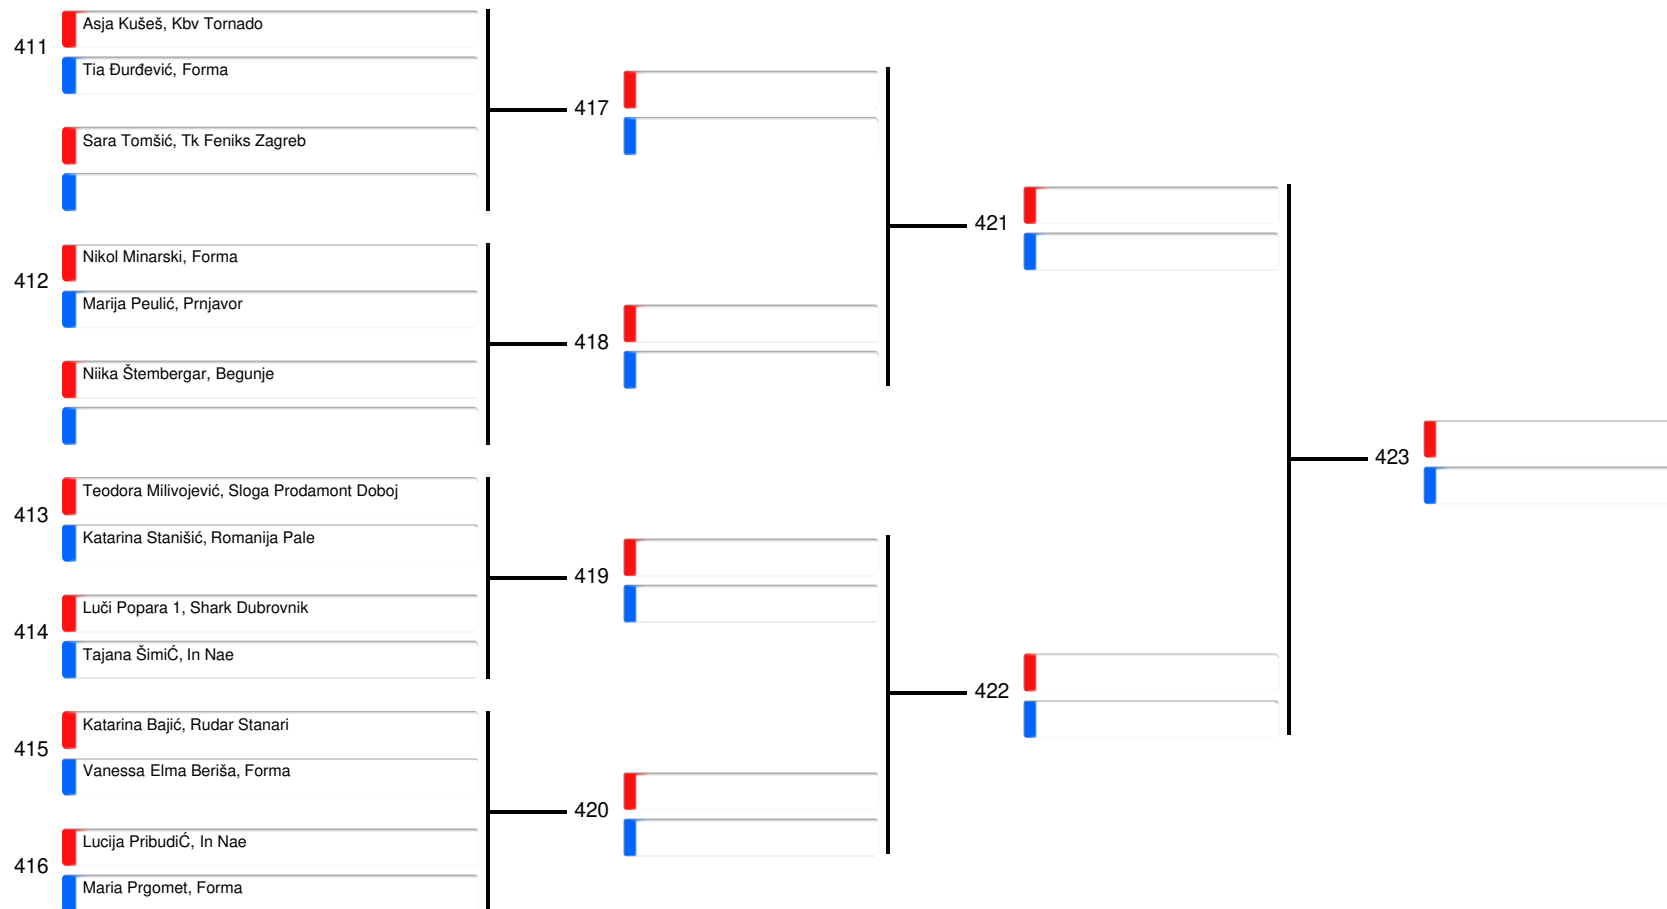 411
Asja Kušeš, Kbv Tornado
Tia Đurđević, Forma
Sara Tomšić, Tk Feniks Zagreb
412
Nikol Minarski, Forma
Marija Peulić, Prnjavor
Niika Štembergar, Begunje
413
Teodora Milivojević, Sloga Prodamont Doboj
Katarina Stanišić, Romanija Pale
414
Luči Popara 1, Shark Dubrovnik
Tajana ŠimiĆ, In Nae
415
Katarina Bajić, Rudar Stanari
Vanessa Elma Beriša, Forma
416
Lucija PribudiĆ, In Nae
Maria Prgomet, Forma
417
418
419
420
421
422
423